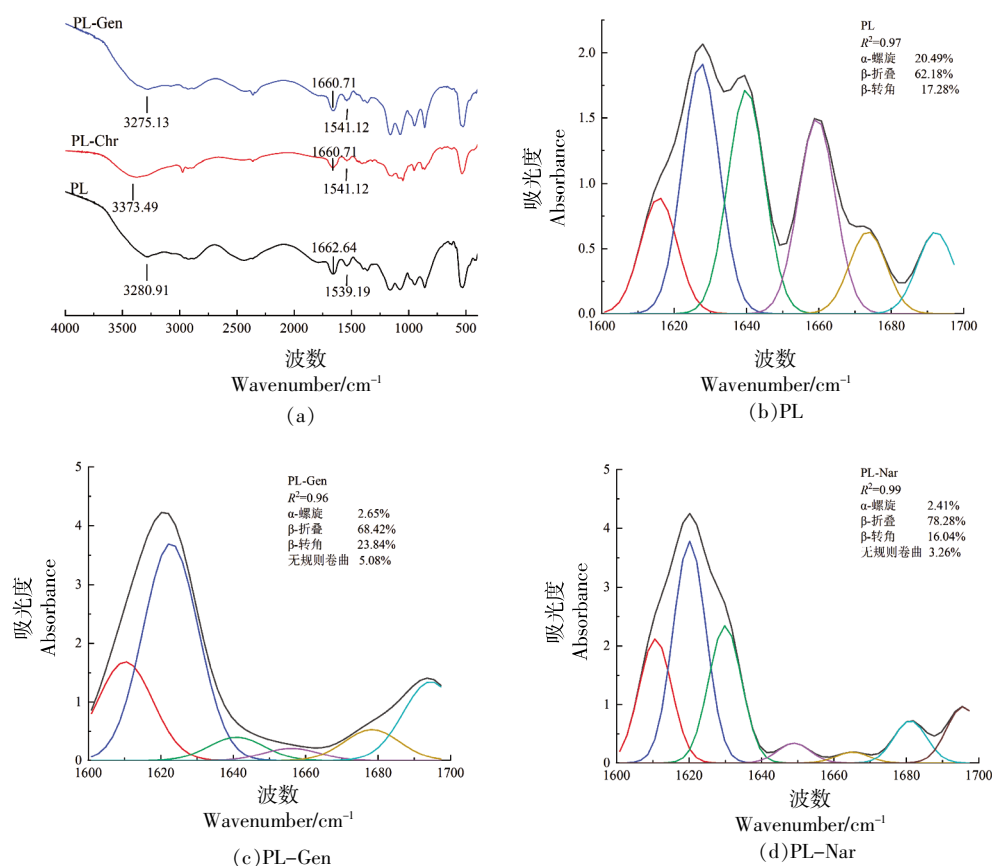 PL-Gen
1660.71
3275.13
1541.12
PL-Chr
1660.71
3373.49
1541.12
PL
1662.64
3280.91
1539.19
4000 3500 3000 2500 2000 1500 1000 500
波数
Wavenumber/cm⁻¹
(a)
PL
R²=0.97
α-螺旋 20.49%
β-折叠 62.18%
β-转角 17.28%
吸光度
Absorbance
2.0
1.5
1.0
0.5
0.0
1600 1620 1640 1660 1680 1700
波数
Wavenumber/cm⁻¹
(b)PL
PL-Gen
R²=0.96
α-螺旋 2.65%
β-折叠 68.42%
β-转角 23.84%
无规则卷曲 5.08%
吸光度
Absorbance
5
4
3
2
1
0
1600 1620 1640 1660 1680 1700
波数
Wavenumber/cm⁻¹
(c)PL-Gen
PL-Nar
R²=0.99
α-螺旋 2.41%
β-折叠 78.28%
β-转角 16.04%
无规则卷曲 3.26%
吸光度
Absorbance
5
4
3
2
1
0
1600 1620 1640 1660 1680 1700
波数
Wavenumber/cm⁻¹
(d)PL-Nar